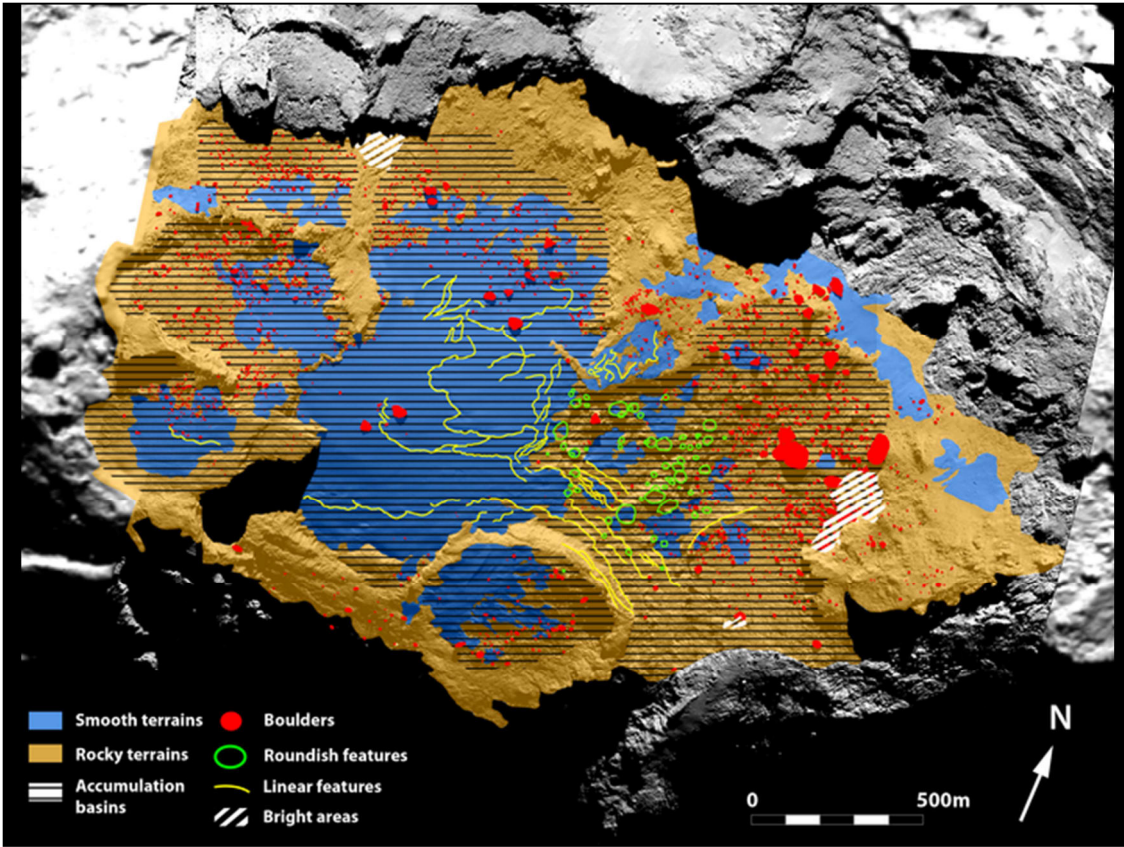 Smooth terrains
Rocky terrains
Accumulation
basins
Boulders
Roundish features
Linear features
Bright areas
N
0 500m